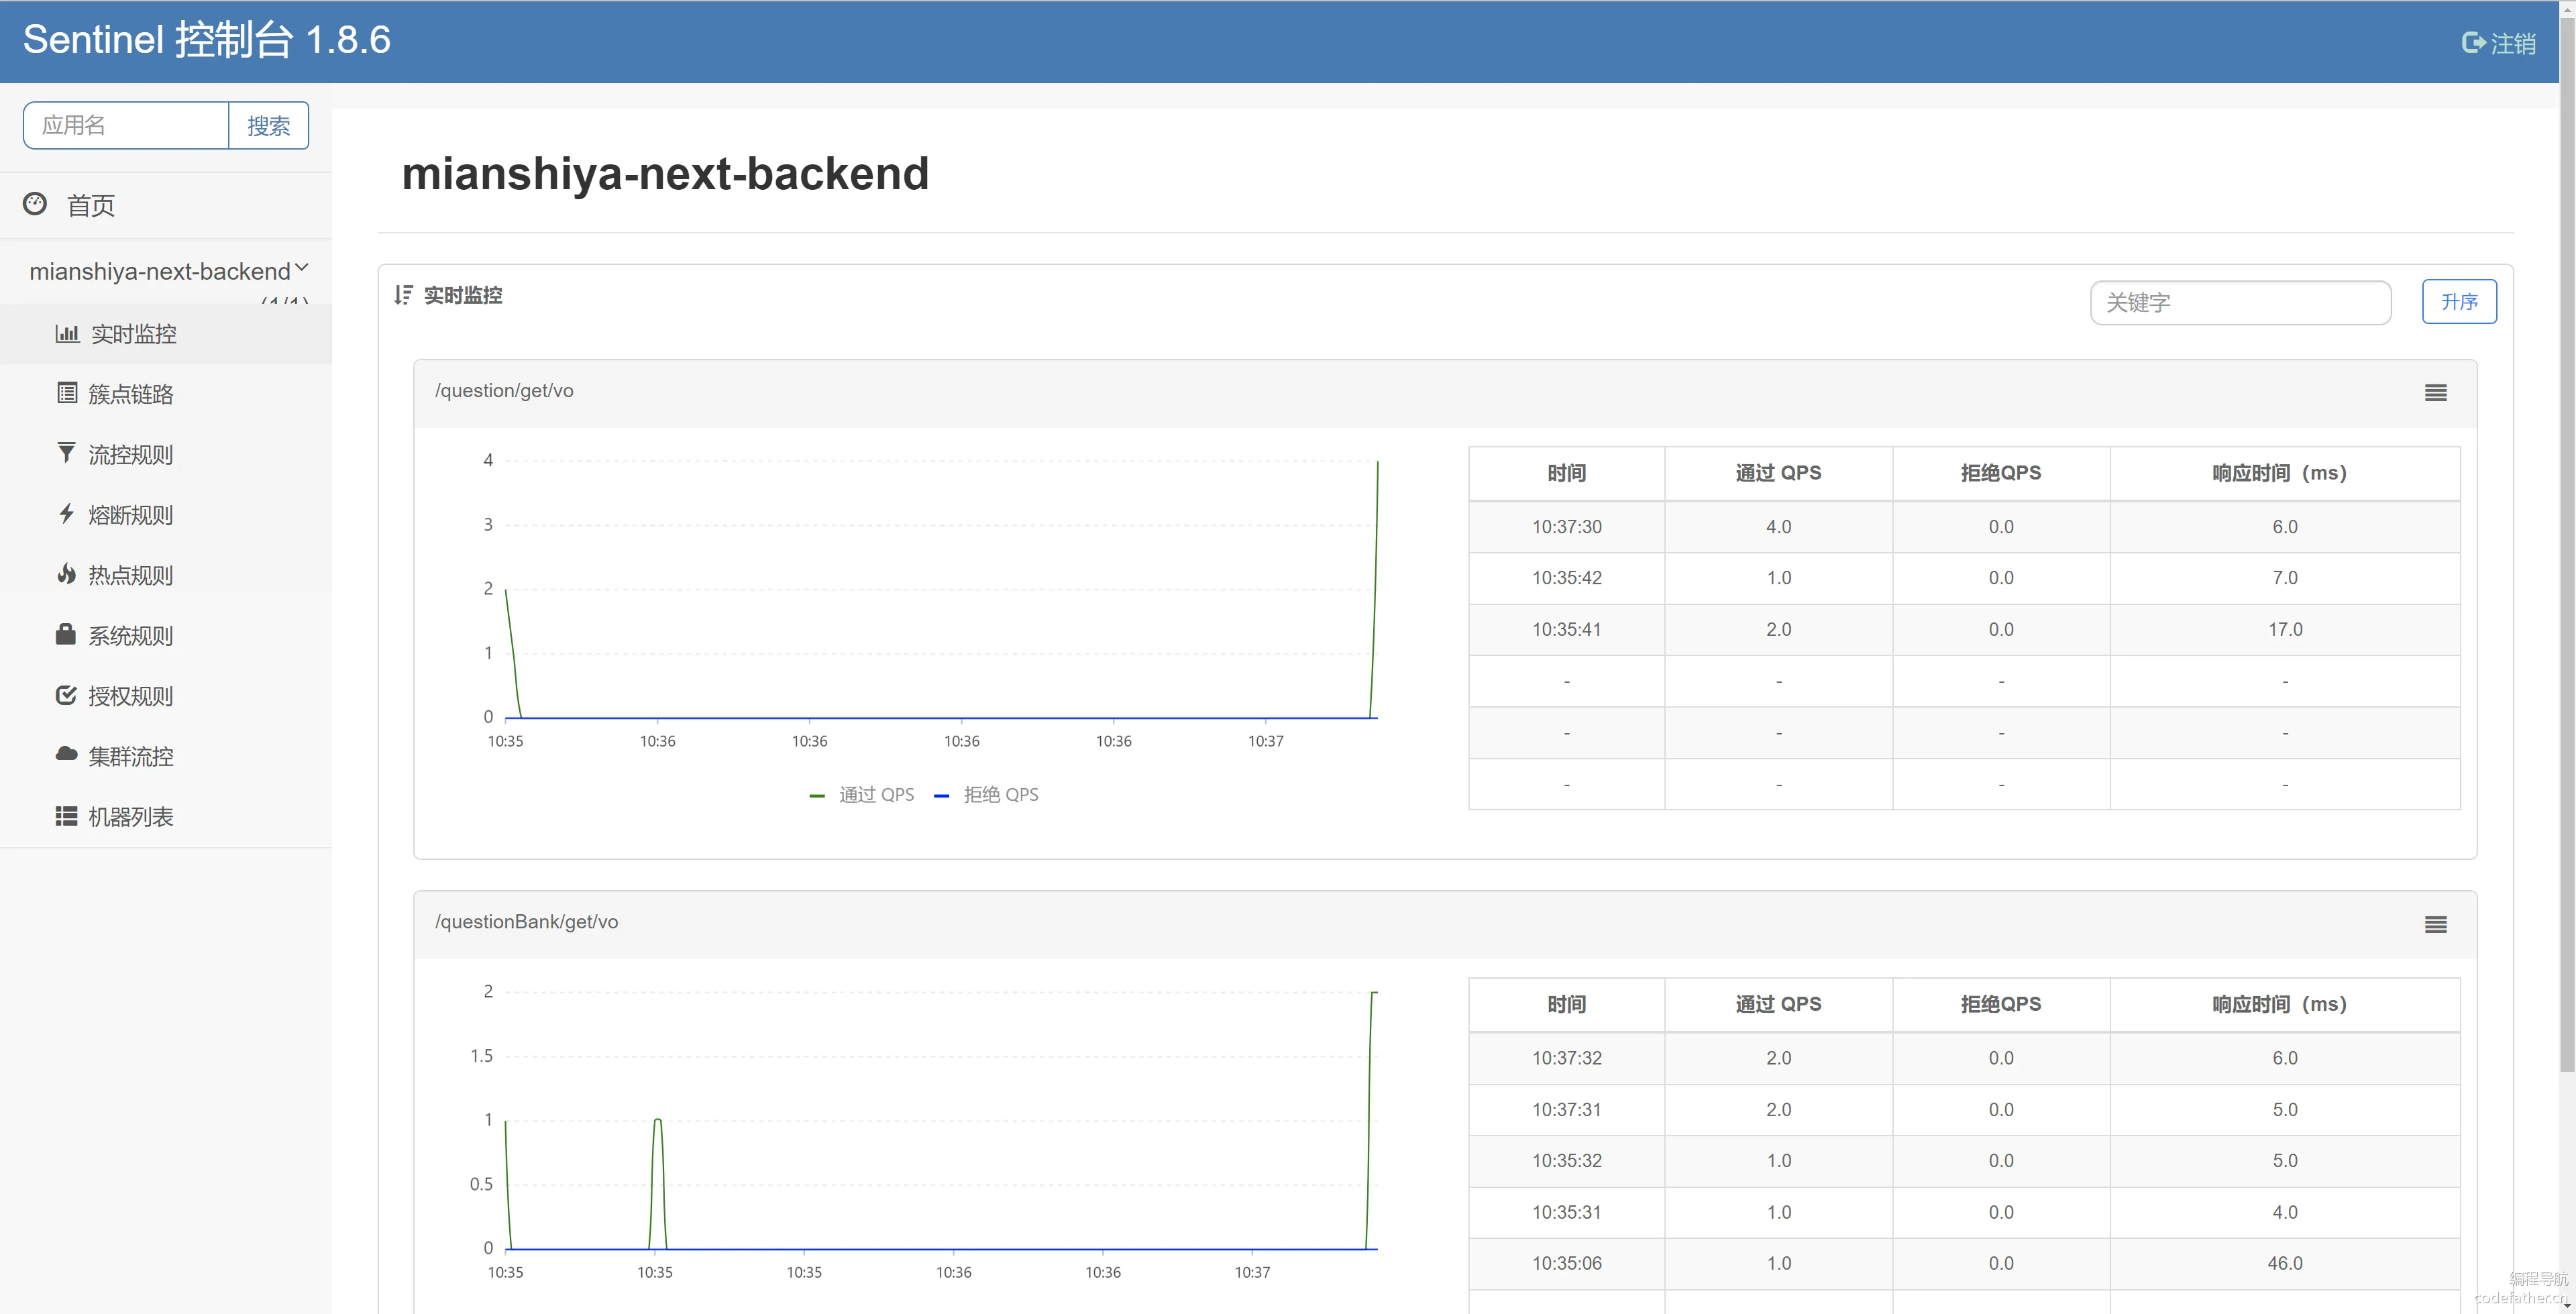 Sentinel 控制台 1.8.6
注销
应用名
搜索
首页
mianshiya-next-backend
(1/1)
实时监控
簇点链路
流控规则
熔断规则
热点规则
系统规则
授权规则
集群流控
机器列表
mianshiya-next-backend
实时监控
关键字
升序
/question/get/vo
4
3
2
1
0
10:35 10:36 10:36 10:36 10:36 10:37
通过 QPS 拒绝 QPS
时间 通过 QPS 拒绝QPS 响应时间（ms）
10:37:30 4.0 0.0 6.0
10:35:42 1.0 0.0 7.0
10:35:41 2.0 0.0 17.0
- - - -
- - - -
- - - -
/questionBank/get/vo
2
1.5
1
0.5
0
10:35 10:35 10:35 10:36 10:36 10:37
时间 通过 QPS 拒绝QPS 响应时间（ms）
10:37:32 2.0 0.0 6.0
10:37:31 2.0 0.0 5.0
10:35:32 1.0 0.0 5.0
10:35:31 1.0 0.0 4.0
10:35:06 1.0 0.0 46.0
编程导航
codefather.cn